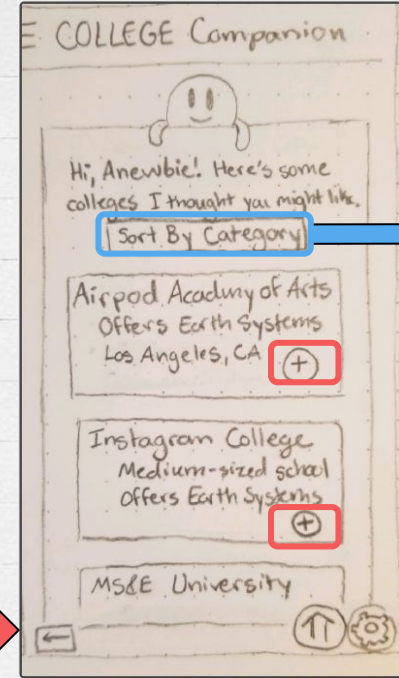 COLLEGE Companion
Hi, Anewbie! Here's some
colleges I thought you might like.
Sort By Category
Airpod Academy of Arts
Offers Earth Systems
Los Angeles, CA
Instagram College
Medium-sized school
Offers Earth Systems
MS&E University